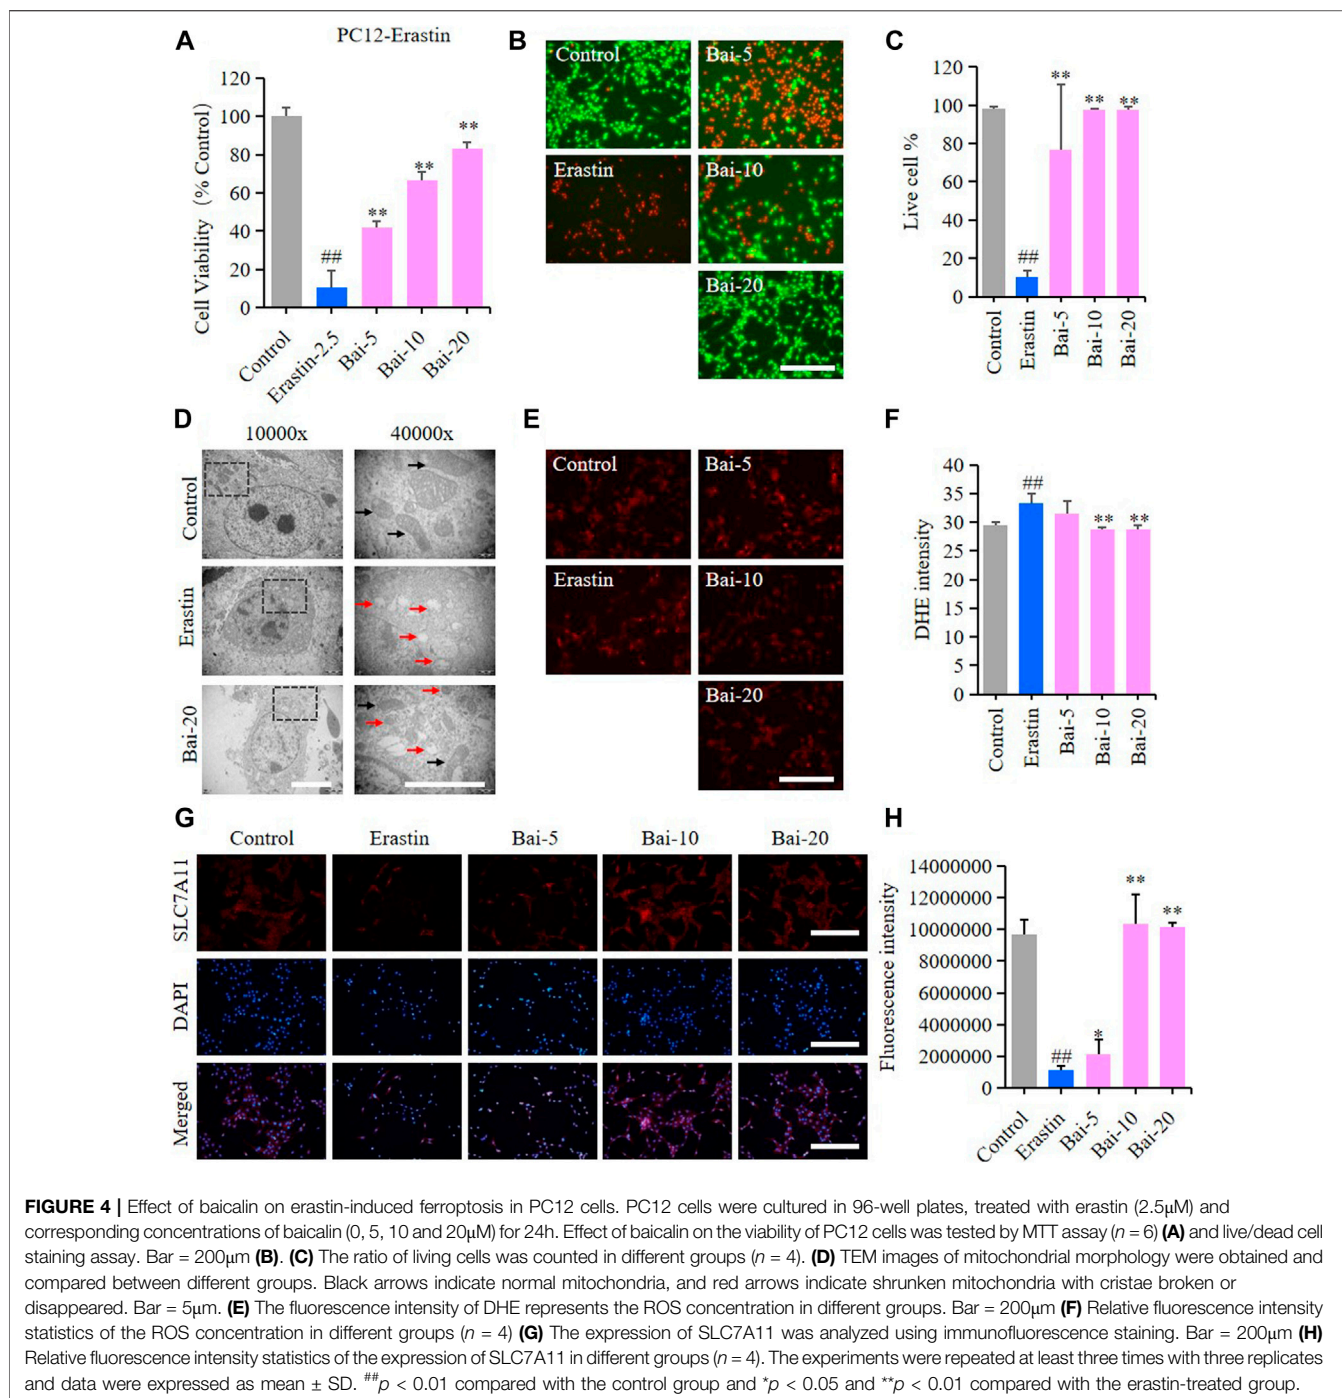 A
PC12-Erastin
Cell Viability (% Control)
120
100
80
60
40
20
0
##
**
**
**
Control
Erastin-2.5
Bai-5
Bai-10
Bai-20
B
Control
Bai-5
Erastin
Bai-10
Bai-20
C
Live cell %
120
100
80
60
40
20
0
##
**
**
**
Control
Erastin
Bai-5
Bai-10
Bai-20
D
10000x
40000x
Control
Erastin
Bai-20
E
Control
Bai-5
Erastin
Bai-10
Bai-20
F
DHE intensity
40
35
30
25
20
15
10
5
0
##
**
**
Control
Erastin
Bai-5
Bai-10
Bai-20
G
Control
Erastin
Bai-5
Bai-10
Bai-20
SLC7A11
DAPI
Merged
H
Fluorescence intensity
14000000
12000000
10000000
8000000
6000000
4000000
2000000
0
##
*
**
**
Control
Erastin
Bai-5
Bai-10
Bai-20
FIGURE 4 | Effect of baicalin on erastin-induced ferroptosis in PC12 cells. PC12 cells were cultured in 96-well plates, treated with erastin (2.5μM) and
corresponding concentrations of baicalin (0, 5, 10 and 20μM) for 24h. Effect of baicalin on the viability of PC12 cells was tested by MTT assay (n = 6) (A) and live/dead cell
staining assay. Bar = 200μm (B). (C) The ratio of living cells was counted in different groups (n = 4). (D) TEM images of mitochondrial morphology were obtained and
compared between different groups. Black arrows indicate normal mitochondria, and red arrows indicate shrunken mitochondria with cristae broken or
disappeared. Bar = 5μm. (E) The fluorescence intensity of DHE represents the ROS concentration in different groups. Bar = 200μm (F) Relative fluorescence intensity
statistics of the ROS concentration in different groups (n = 4) (G) The expression of SLC7A11 was analyzed using immunofluorescence staining. Bar = 200μm (H)
Relative fluorescence intensity statistics of the expression of SLC7A11 in different groups (n = 4). The experiments were repeated at least three times with three replicates
and data were expressed as mean ± SD. ##p < 0.01 compared with the control group and *p < 0.05 and **p < 0.01 compared with the erastin-treated group.